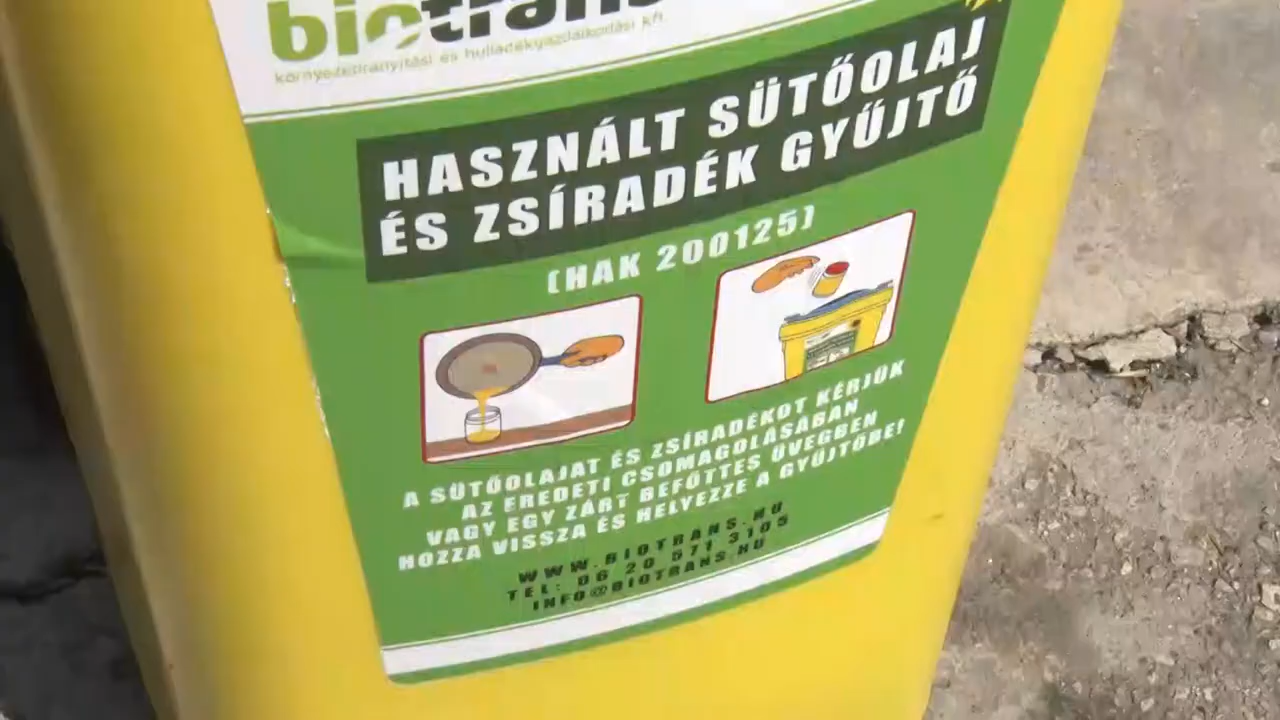 biotrans
környezetirányítási és hulladékgazdálkodási kft.
HASZNÁLT SÜTŐOLAJ
ÉS ZSÍRADÉK GYŰJTŐ
(HAK 200125)
A SÜTŐOLAJAT ÉS ZSÍRADÉKOT KÉRJÜK
AZ EREDETI CSOMAGOLÁSÁBAN
VAGY EGY ZÁRT BEFŐTTES ÜVEGBEN
HOZZA VISSZA ÉS HELYEZZE A GYŰJTŐBE!
WWW.BIOTRANS.HU
TEL: 06 20 571 3105
INFO@BIOTRANS.HU